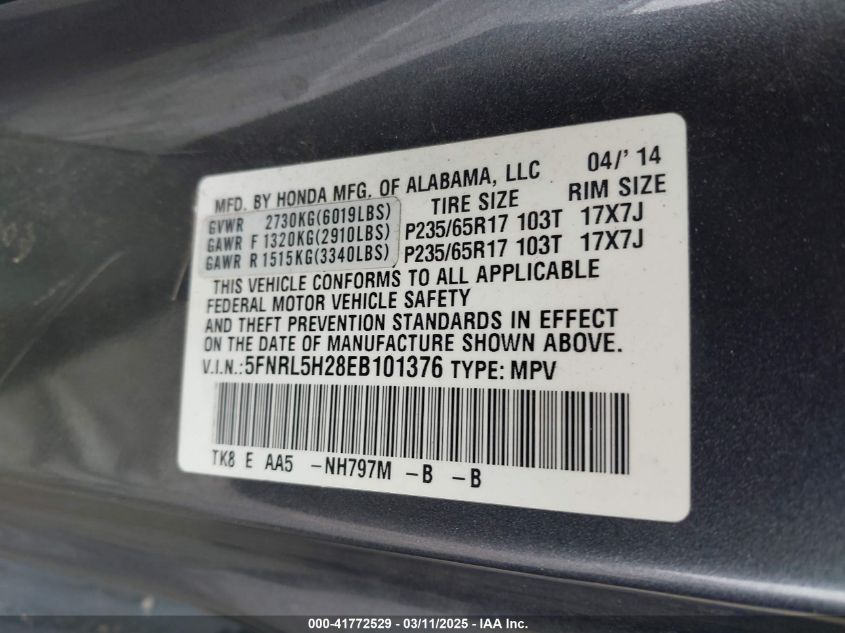 MFD. BY HONDA MFG. OF ALABAMA, LLC 04/' 14
TIRE SIZE RIM SIZE
GVWR 2730KG(6019LBS)
GAWR F 1320KG(2910LBS) P235/65R17 103T 17X7J
GAWR R 1515KG(3340LBS) P235/65R17 103T 17X7J
THIS VEHICLE CONFORMS TO ALL APPLICABLE
FEDERAL MOTOR VEHICLE SAFETY
AND THEFT PREVENTION STANDARDS IN EFFECT
ON THE DATE OF MANUFACTURE SHOWN ABOVE.
V.I.N.:5FNRL5H28EB101376 TYPE: MPV
TK8 E AA5 -NH797M -B -B
000-41772529 - 03/11/2025 - IAA Inc.